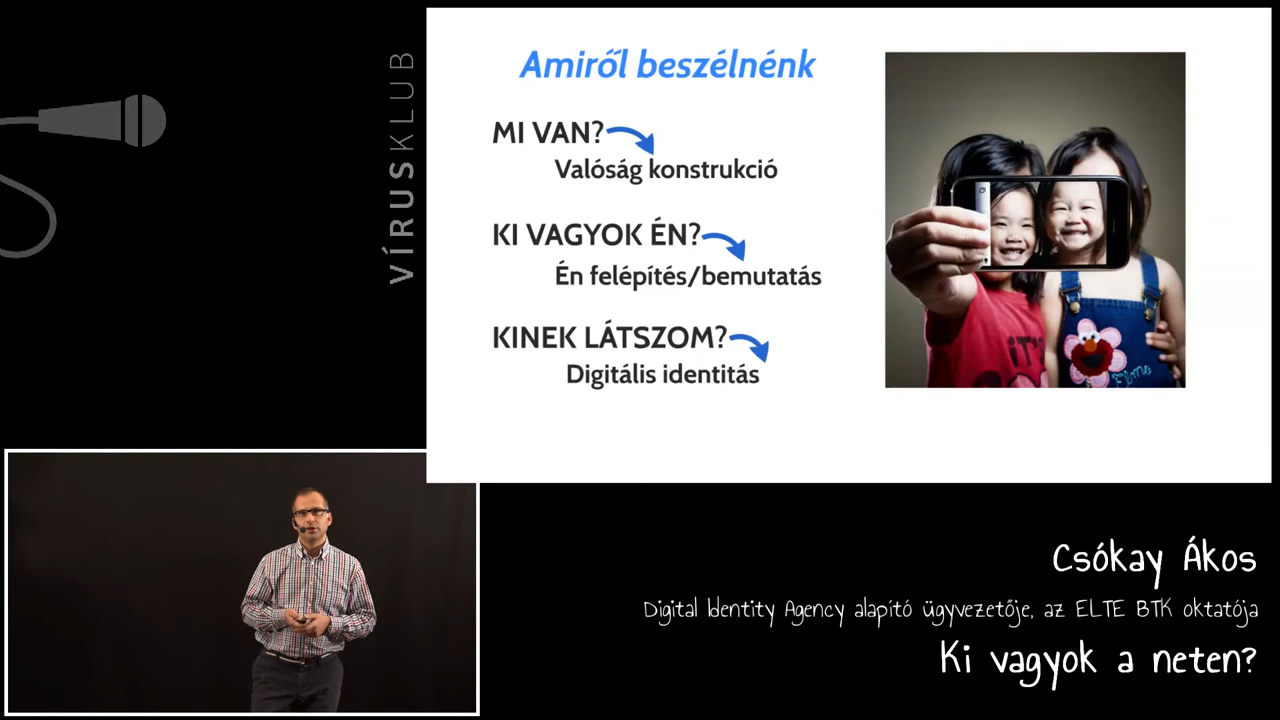 VÍRUSKLUB
Amiről beszélnénk
MI VAN?
Valóság konstrukció
KI VAGYOK ÉN?
Én felépítés/bemutatás
KINEK LÁTSZOM?
Digitális identitás
Elmo
Csókay Ákos
Digital Identity Agency alapító ügyvezetője, az ELTE BTK oktatója
Ki vagyok a neten?